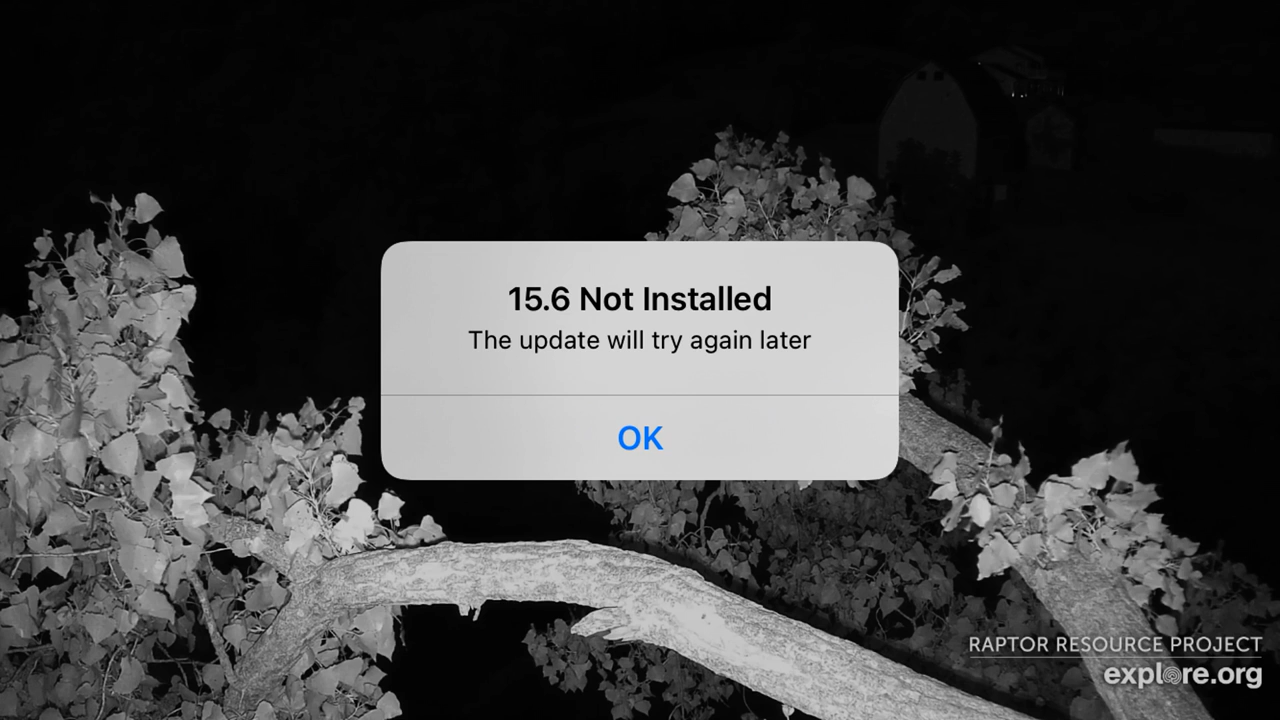 15.6 Not Installed
The update will try again later
OK
RAPTOR RESOURCE PROJECT
explore.org